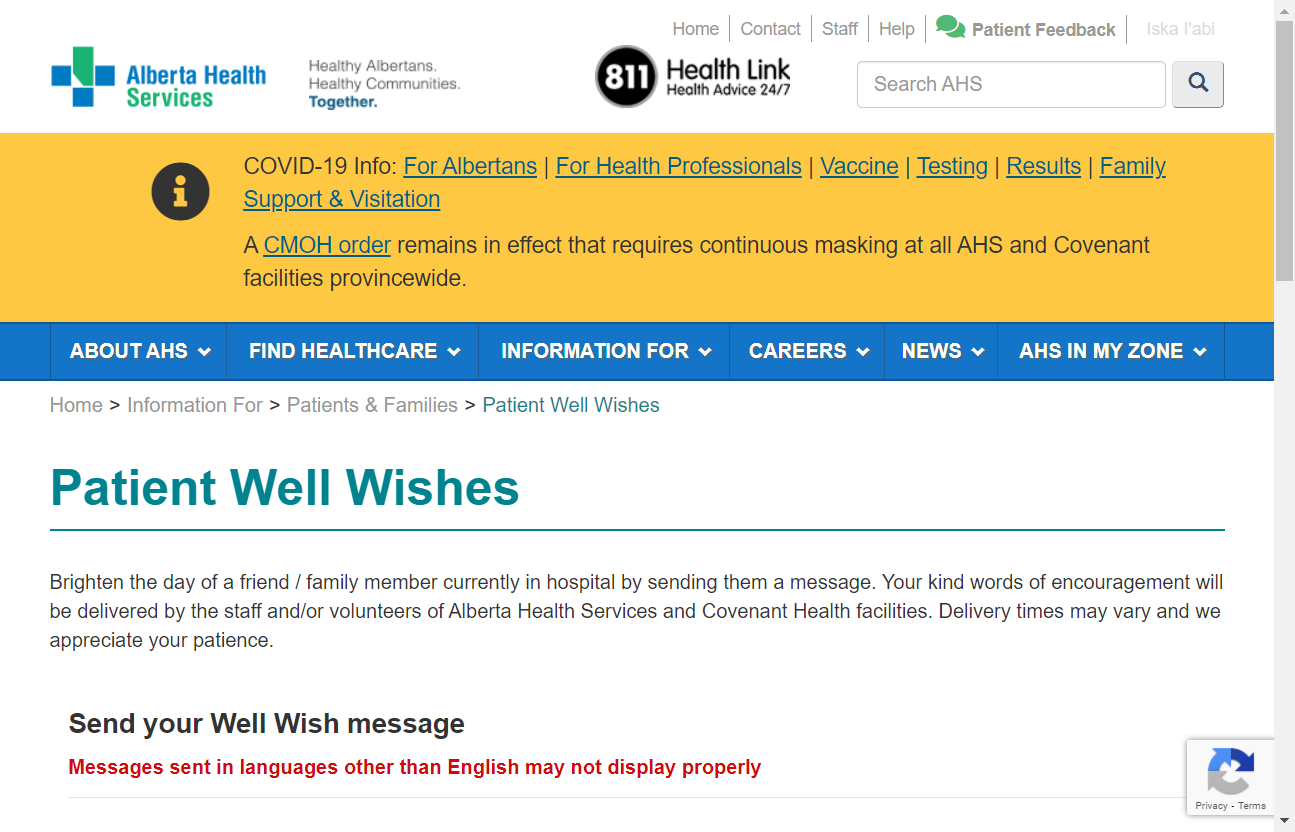 Home
Contact
Staff
Help
Patient Feedback
Iska l'abi
Alberta Health
Services
Healthy Albertans.
Healthy Communities.
Together.
811
Health Link
Health Advice 24/7
Search AHS
COVID-19 Info: For Albertans | For Health Professionals | Vaccine | Testing | Results | Family
Support & Visitation
A CMOH order remains in effect that requires continuous masking at all AHS and Covenant
facilities provincewide.
ABOUT AHS
FIND HEALTHCARE
INFORMATION FOR
CAREERS
NEWS
AHS IN MY ZONE
Home > Information For > Patients & Families > Patient Well Wishes
Patient Well Wishes
Brighten the day of a friend / family member currently in hospital by sending them a message. Your kind words of encouragement will
be delivered by the staff and/or volunteers of Alberta Health Services and Covenant Health facilities. Delivery times may vary and we
appreciate your patience.
Send your Well Wish message
Messages sent in languages other than English may not display properly
Privacy - Terms